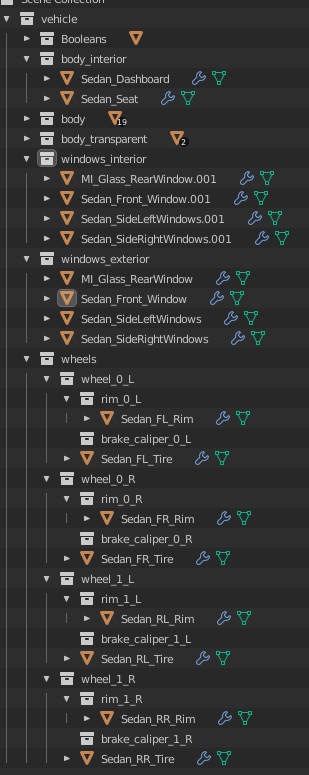 Scene Collection
vehicle
Booleans
body_interior
Sedan_Dashboard
Sedan_Seat
body 19
body_transparent 2
windows_interior
MI_Glass_RearWindow.001
Sedan_Front_Window.001
Sedan_SideLeftWindows.001
Sedan_SideRightWindows.001
windows_exterior
MI_Glass_RearWindow
Sedan_Front_Window
Sedan_SideLeftWindows
Sedan_SideRightWindows
wheels
wheel_0_L
rim_0_L
Sedan_FL_Rim
brake_caliper_0_L
Sedan_FL_Tire
wheel_0_R
rim_0_R
Sedan_FR_Rim
brake_caliper_0_R
Sedan_FR_Tire
wheel_1_L
rim_1_L
Sedan_RL_Rim
brake_caliper_1_L
Sedan_RL_Tire
wheel_1_R
rim_1_R
Sedan_RR_Rim
brake_caliper_1_R
Sedan_RR_Tire